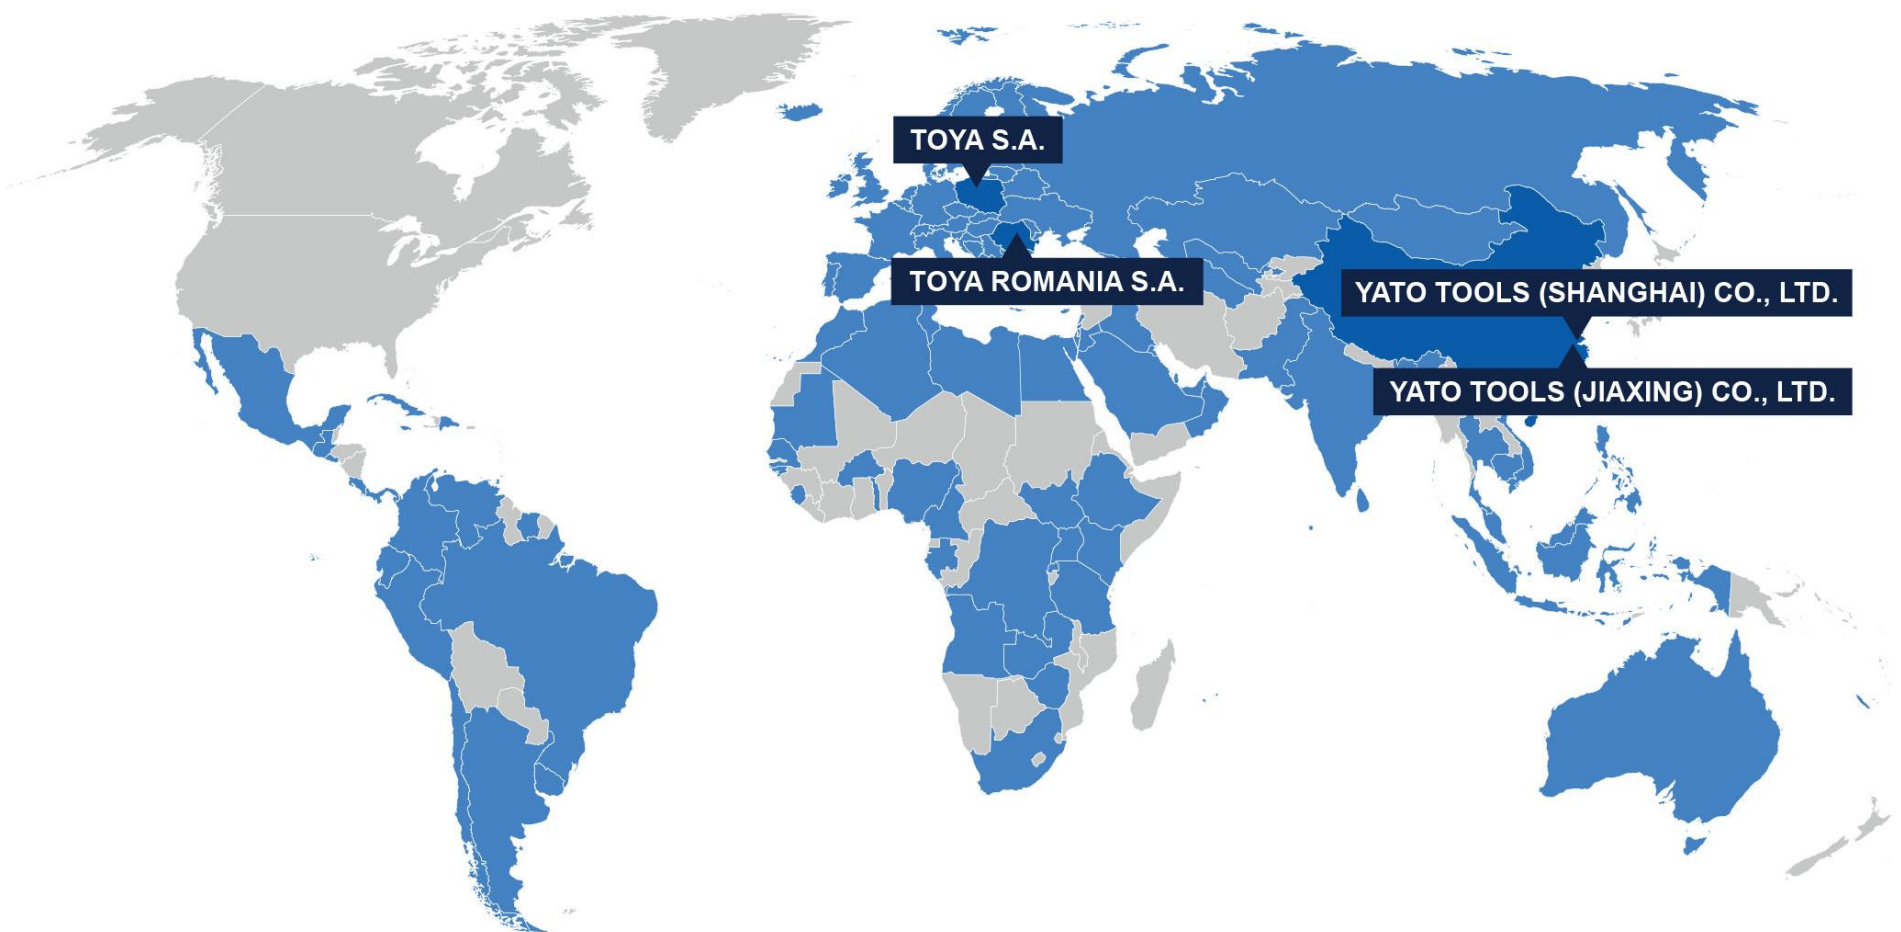 TOYA S.A.
TOYA ROMANIA S.A.
YATO TOOLS (SHANGHAI) CO., LTD.
YATO TOOLS (JIAXING) CO., LTD.